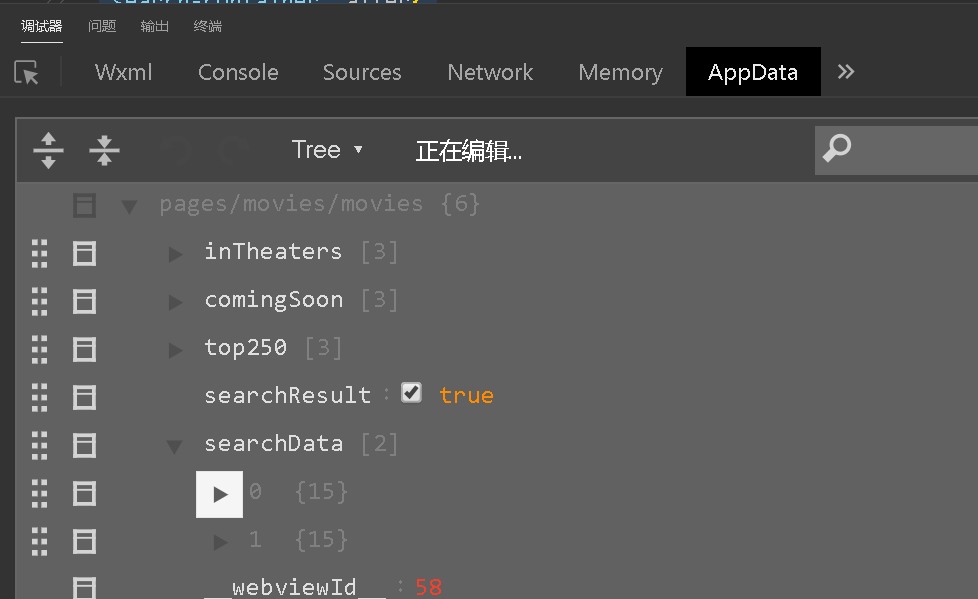 调试器 问题 输出 终端
Wxml Console Sources Network Memory AppData »
Tree ▼ 正在编辑...
pages/movies/movies {6}
inTheaters [3]
comingSoon [3]
top250 [3]
searchResult : true
searchData [2]
0 {15}
1 {15}
__webviewId__ : 58